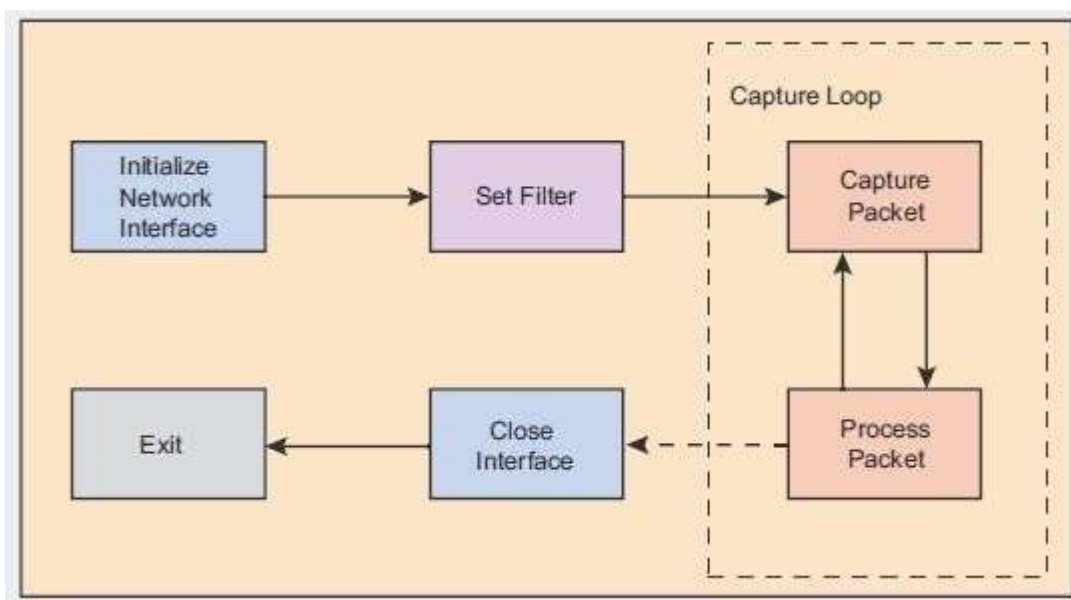 Capture Loop
Initialize
Network
Interface
Set Filter
Capture
Packet
Exit
Close
Interface
Process
Packet